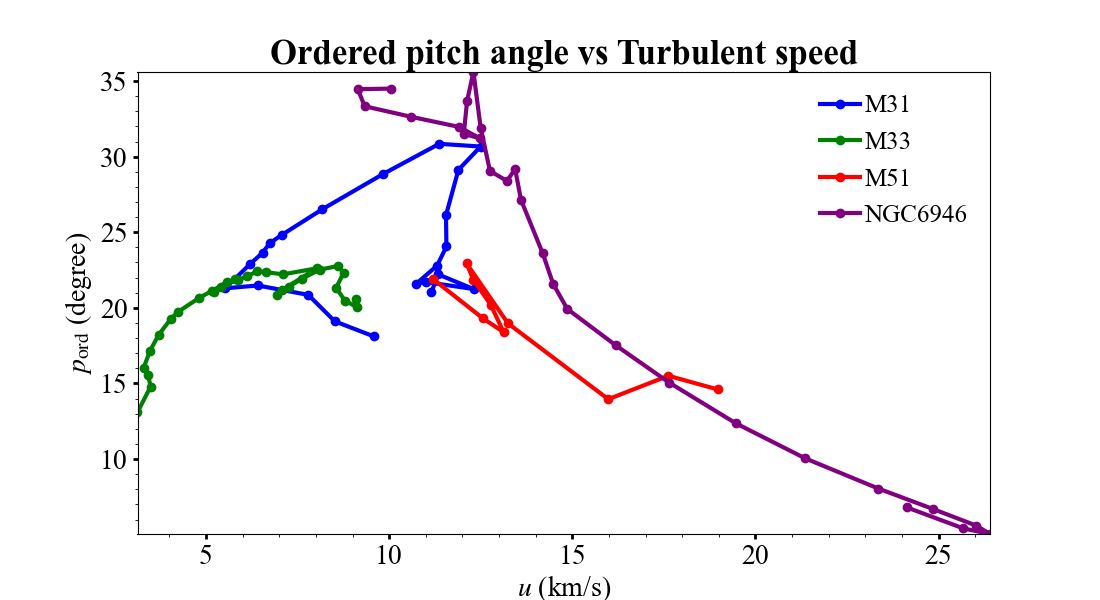 Ordered pitch angle vs Turbulent speed
35
30
25
20
15
10
p_ord (degree)
5
10
15
20
25
u (km/s)
M31
M33
M51
NGC6946